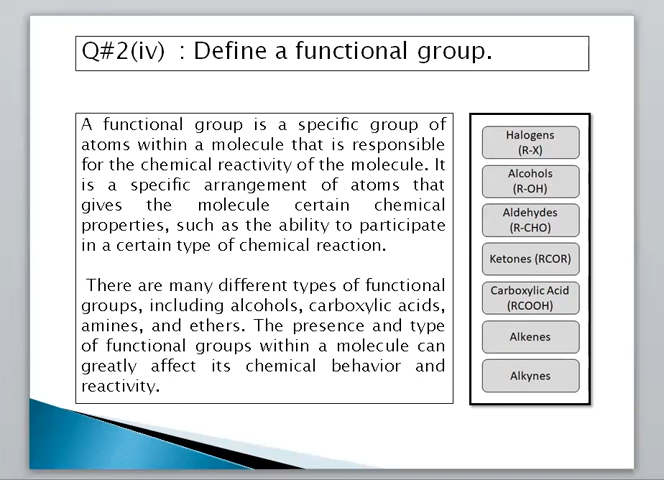 Q#2(iv) : Define a functional group.
A functional group is a specific group of
atoms within a molecule that is responsible
for the chemical reactivity of the molecule. It
is a specific arrangement of atoms that
gives the molecule certain chemical
properties, such as the ability to participate
in a certain type of chemical reaction.
There are many different types of functional
groups, including alcohols, carboxylic acids,
amines, and ethers. The presence and type
of functional groups within a molecule can
greatly affect its chemical behavior and
reactivity.
Halogens
(R-X)
Alcohols
(R-OH)
Aldehydes
(R-CHO)
Ketones (RCOR)
Carboxylic Acid
(RCOOH)
Alkenes
Alkynes